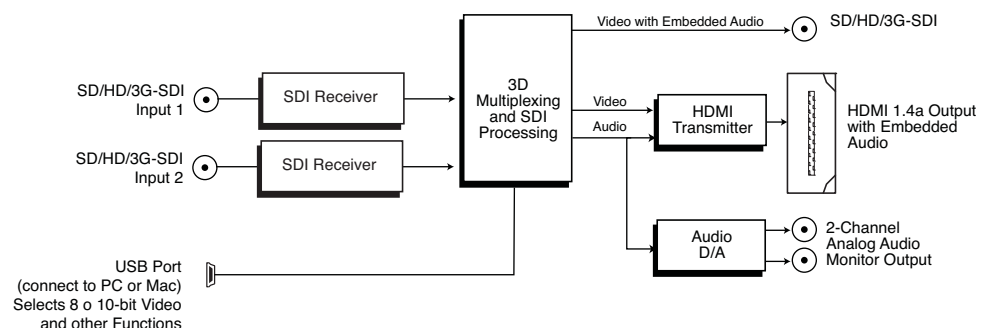 Video with Embedded Audio
SD/HD/3G-SDI
SD/HD/3G-SDI
Input 1
SDI Receiver
3D
Multiplexing
and SDI
Processing
Video
Audio
HDMI
Transmitter
HDMI 1.4a Output
with Embedded
Audio
SD/HD/3G-SDI
Input 2
SDI Receiver
Audio
D/A
2-Channel
Analog Audio
Monitor Output
USB Port
(connect to PC or Mac)
Selects 8 o 10-bit Video
and other Functions